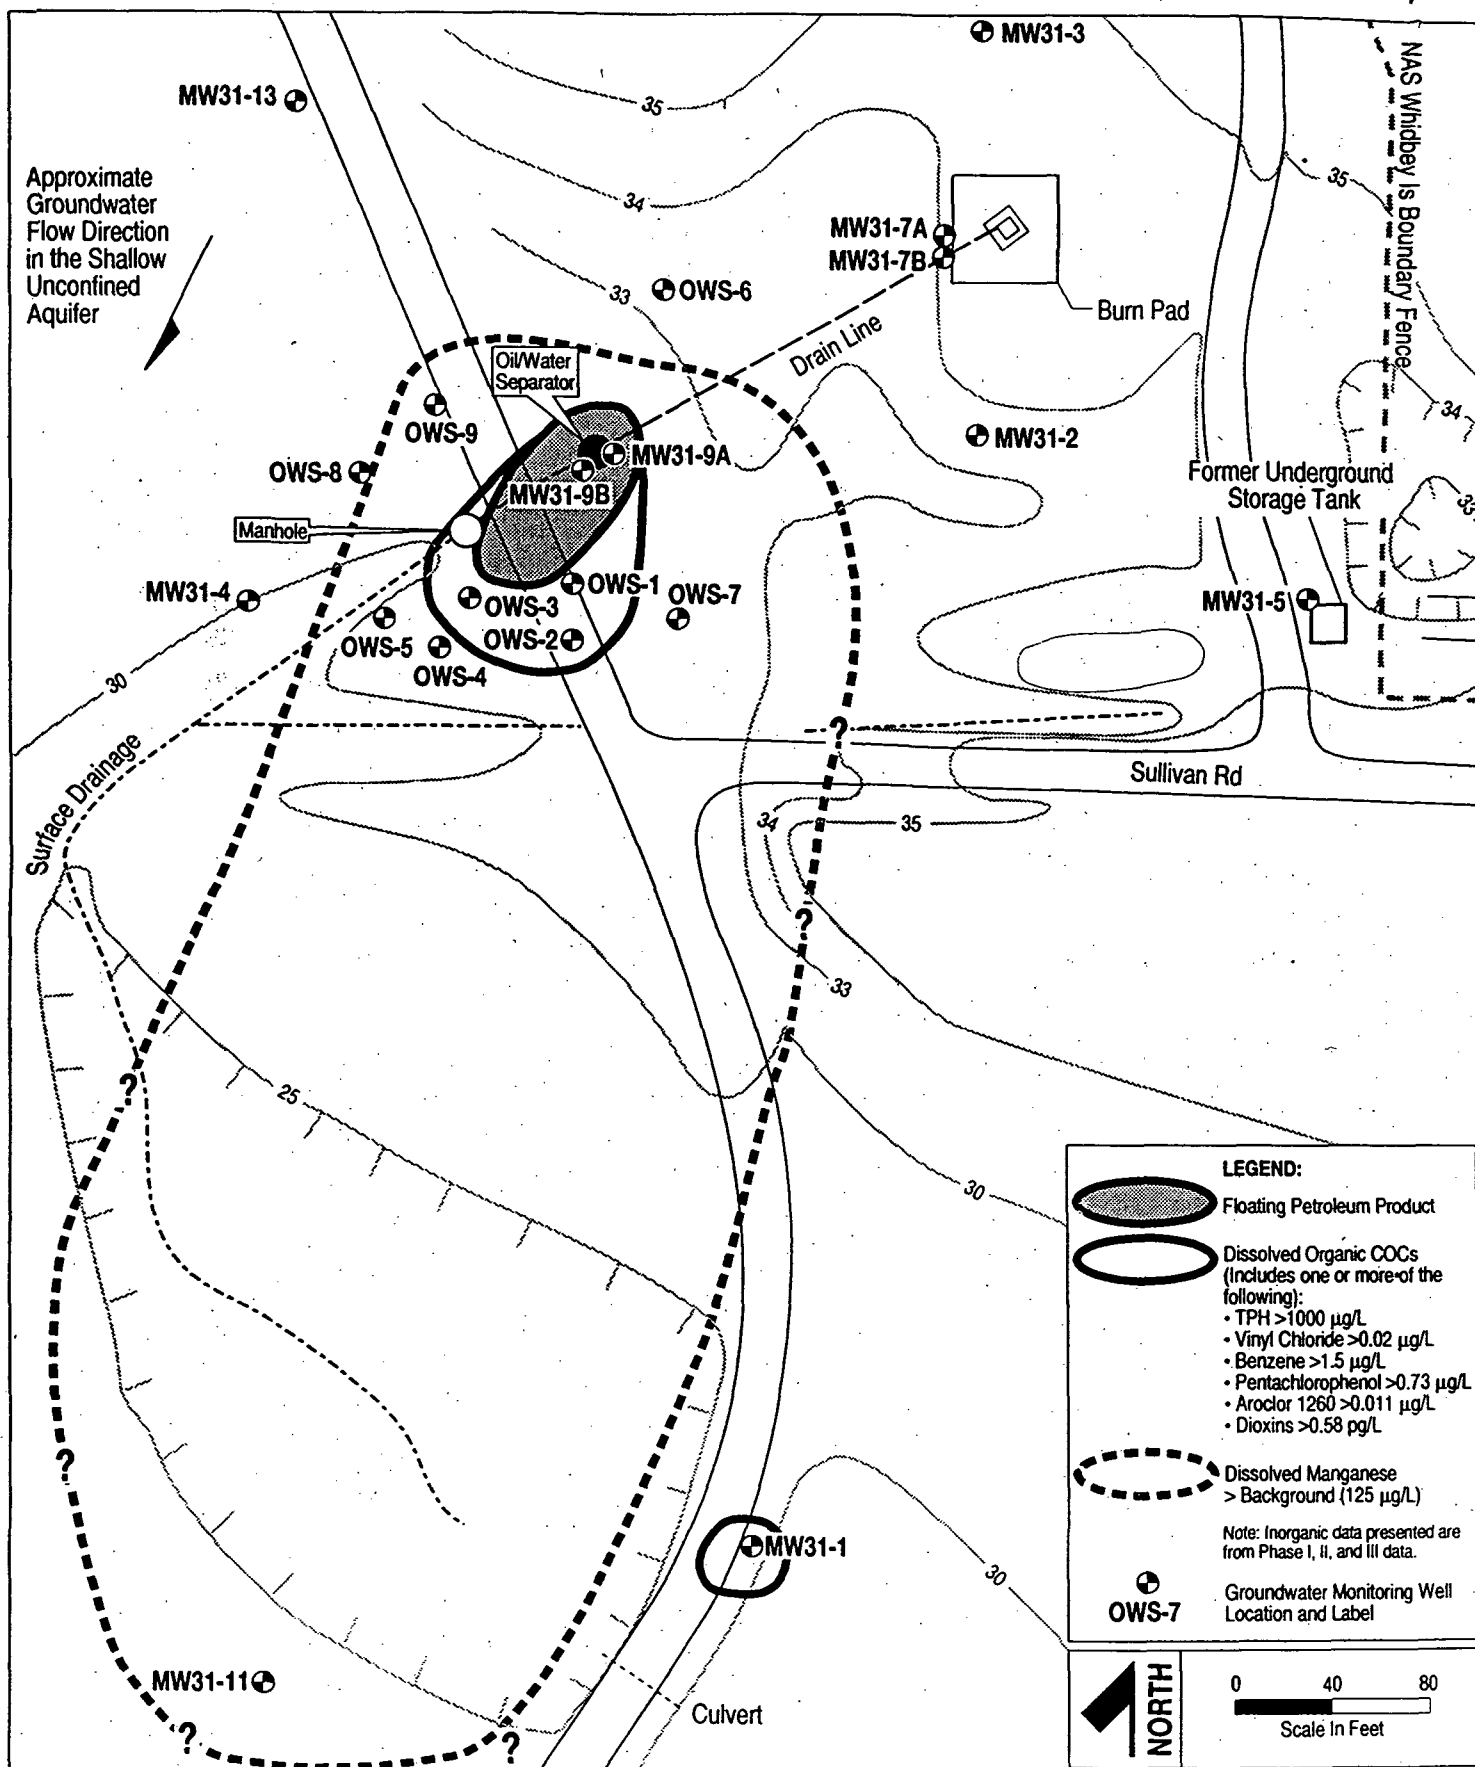 MW31-3
MW31-13
NAS Whidbey Is Boundary Fence
35
35
Approximate
Groundwater
Flow Direction
in the Shallow
Unconfined
Aquifer
34
MW31-7A
MW31-7B
33
OWS-6
Burn Pad
Drain Line
Oil/Water
Separator
34
OWS-9
MW31-2
MW31-9A
OWS-8
Former Underground
Storage Tank
MW31-9B
33
Manhole
OWS-1
OWS-7
MW31-4
OWS-3
MW31-5
OWS-2
OWS-5
OWS-4
30
?
Surface Drainage
Sullivan Rd
34
35
?
33
?
25
30
LEGEND:
Floating Petroleum Product
Dissolved Organic COCs
(Includes one or more of the
following):
• TPH >1000 µg/L
• Vinyl Chloride >0.02 µg/L
• Benzene >1.5 µg/L
• Pentachlorophenol >0.73 µg/L
• Aroclor 1260 >0.011 µg/L
• Dioxins >0.58 pg/L
?
Dissolved Manganese
> Background (125 µg/L)
Note: Inorganic data presented are
from Phase I, II, and III data.
MW31-1
30
OWS-7
Groundwater Monitoring Well
Location and Label
MW31-11
Culvert
?
?
NORTH
0 40 80
Scale In Feet